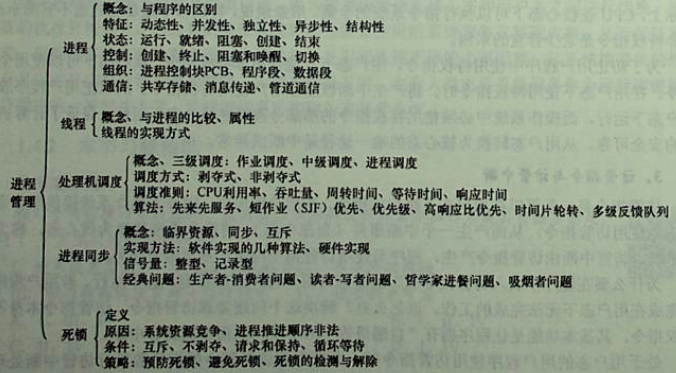 进程
概念：与程序的区别
特征：动态性、并发性、独立性、异步性、结构性
状态：运行、就绪、阻塞、创建、结束
控制：创建、终止、阻塞和唤醒、切换
组织：进程控制块PCB、程序段、数据段
通信：共享存储、消息传递、管道通信
线程
概念、与进程的比较、属性
线程的实现方式
进程管理
处理机调度
概念、三级调度：作业调度、中级调度、进程调度
调度方式：剥夺式、非剥夺式
调度准则：CPU利用率、吞吐量、周转时间、等待时间、响应时间
算法：先来先服务、短作业（SJF）优先、优先级、高响应比优先、时间片轮转、多级反馈队列
进程同步
概念：临界资源、同步、互斥
实现方法：软件实现的几种算法、硬件实现
信号量：整型、记录型
经典问题：生产者-消费者问题、读者-写者问题、哲学家进餐问题、吸烟者问题
死锁
定义
原因：系统资源竞争、进程推进顺序非法
条件：互斥、不剥夺、请求和保持、循环等待
策略：预防死锁、避免死锁、死锁的检测与解除